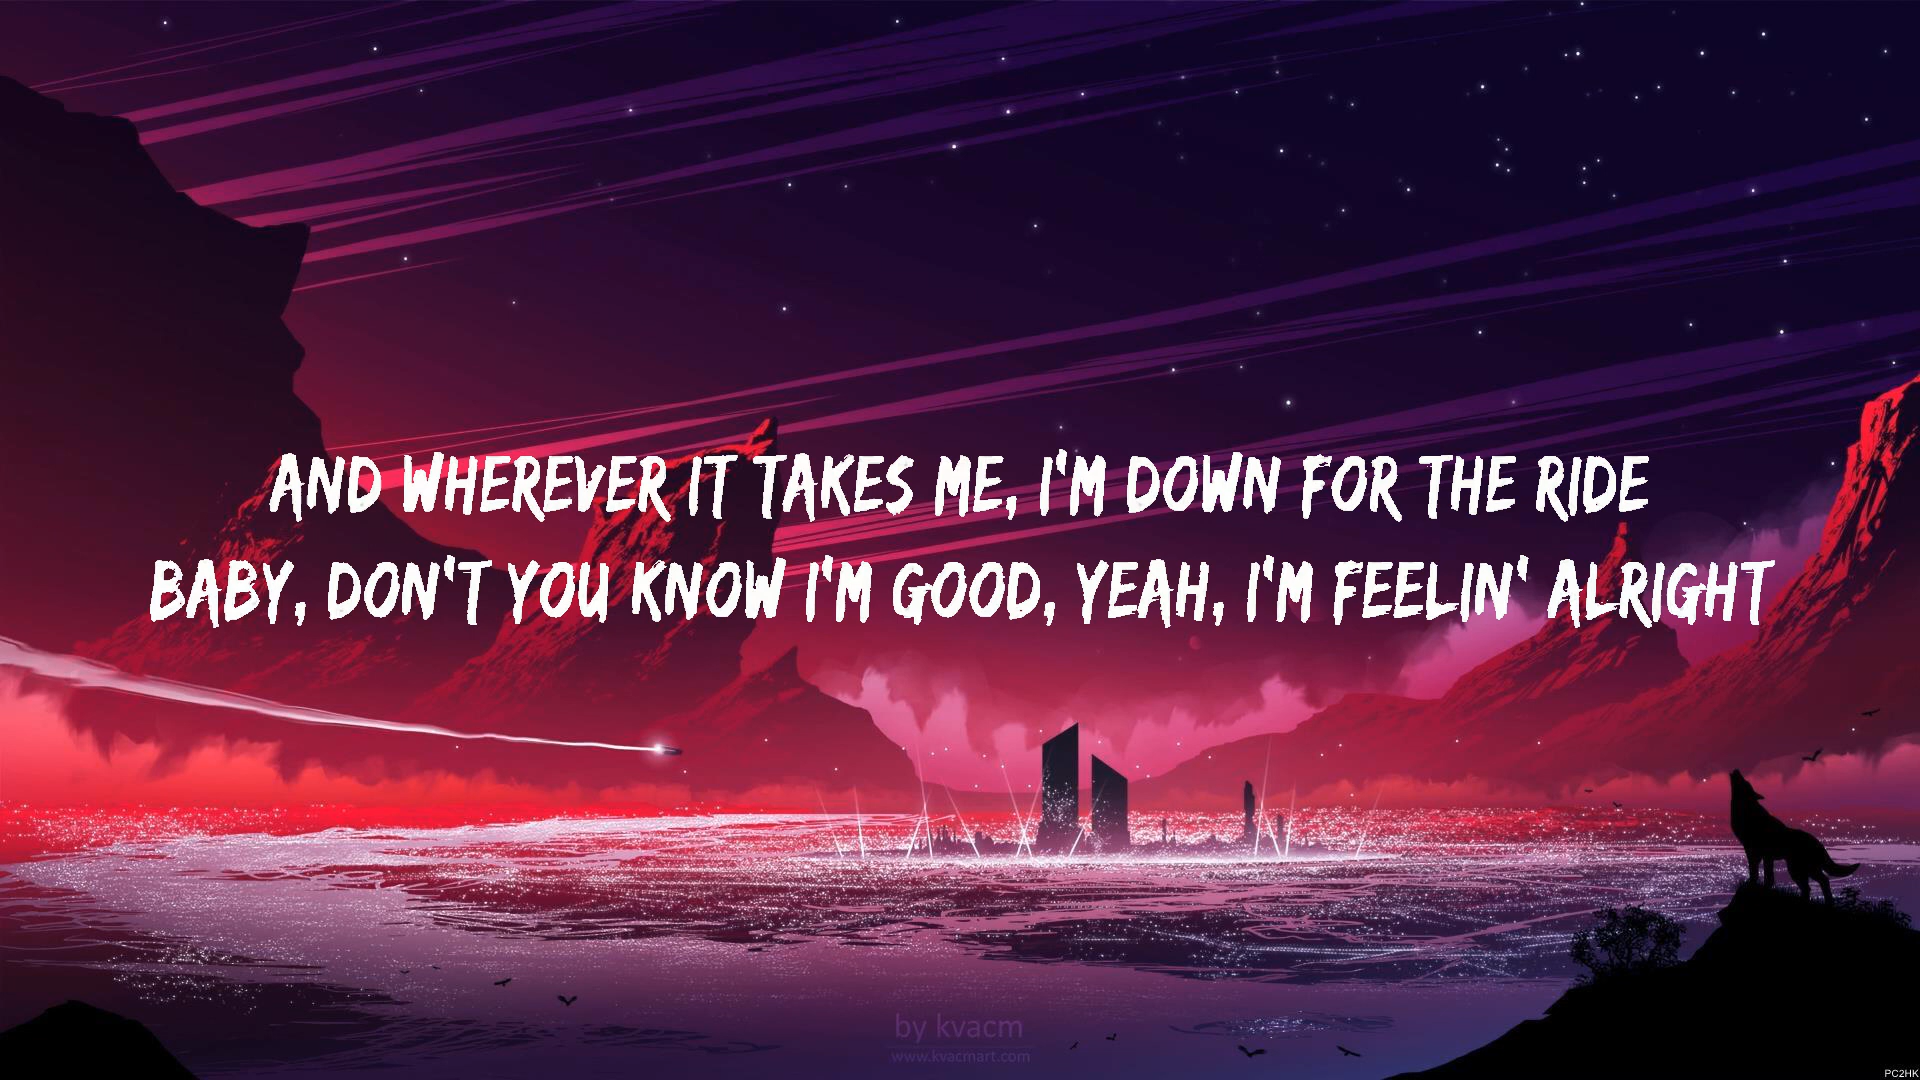 AND WHEREVER IT TAKES ME, I'M DOWN FOR THE RIDE
BABY, DON'T YOU KNOW I'M GOOD, YEAH, I'M FEELIN' ALRIGHT
by kvacm
www.kvacmart.com
PC2HK